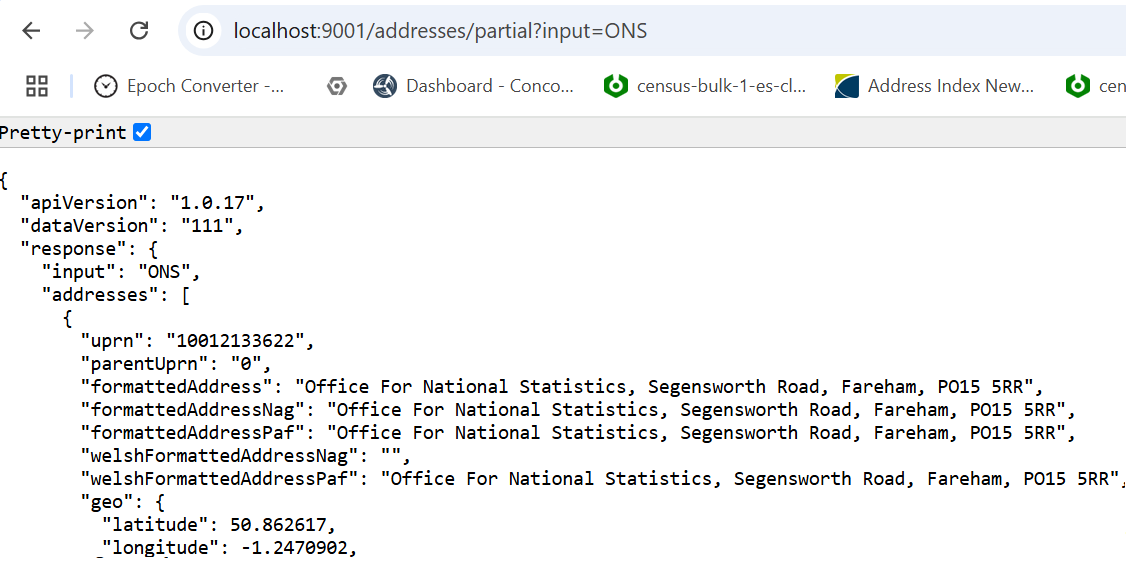 localhost:9001/addresses/partial?input=ONS
Epoch Converter -... Dashboard - Conco... census-bulk-1-es-cl... Address Index New... cen
Pretty-print
{
"apiVersion": "1.0.17",
"dataVersion": "111",
"response": {
"input": "ONS",
"addresses": [
{
"uprn": "10012133622",
"parentUprn": "0",
"formattedAddress": "Office For National Statistics, Segensworth Road, Fareham, PO15 5RR",
"formattedAddressNag": "Office For National Statistics, Segensworth Road, Fareham, PO15 5RR",
"formattedAddressPaf": "Office For National Statistics, Segensworth Road, Fareham, PO15 5RR",
"welshFormattedAddressNag": "",
"welshFormattedAddressPaf": "Office For National Statistics, Segensworth Road, Fareham, PO15 5RR",
"geo": {
"latitude": 50.862617,
"longitude": -1.2470902,